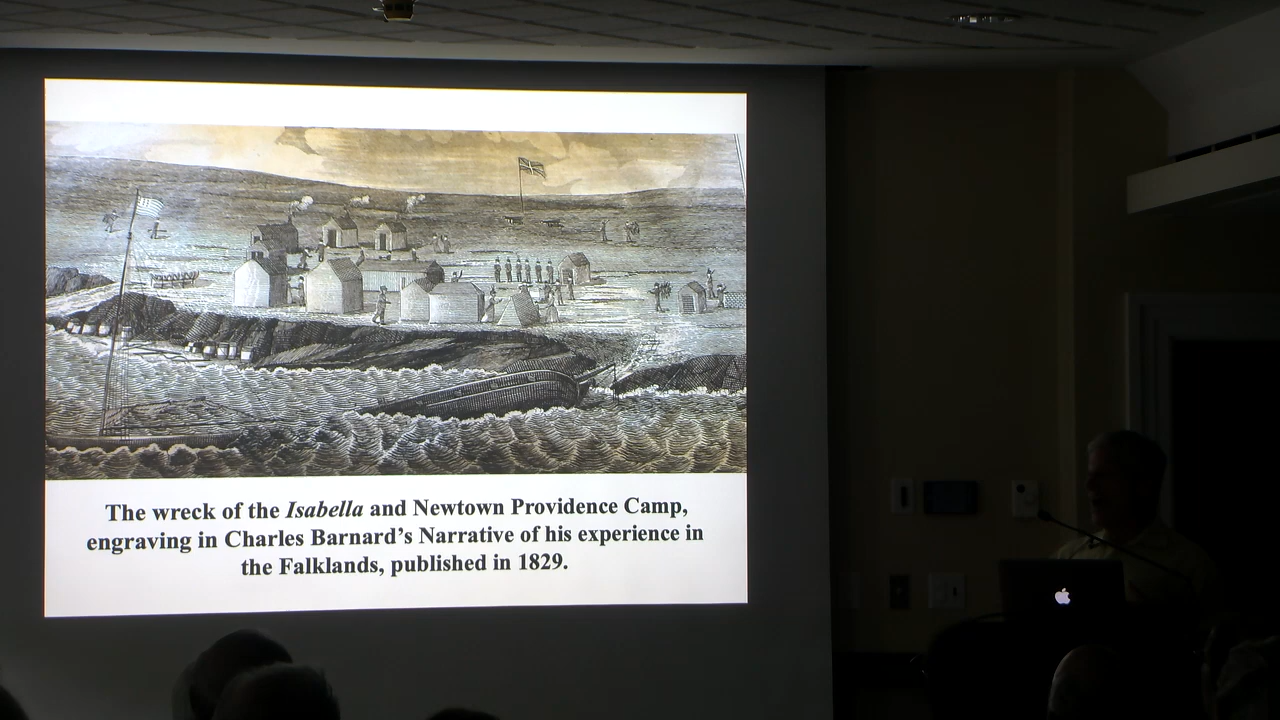 The wreck of the Isabella and Newtown Providence Camp,
engraving in Charles Barnard’s Narrative of his experience in
the Falklands, published in 1829.